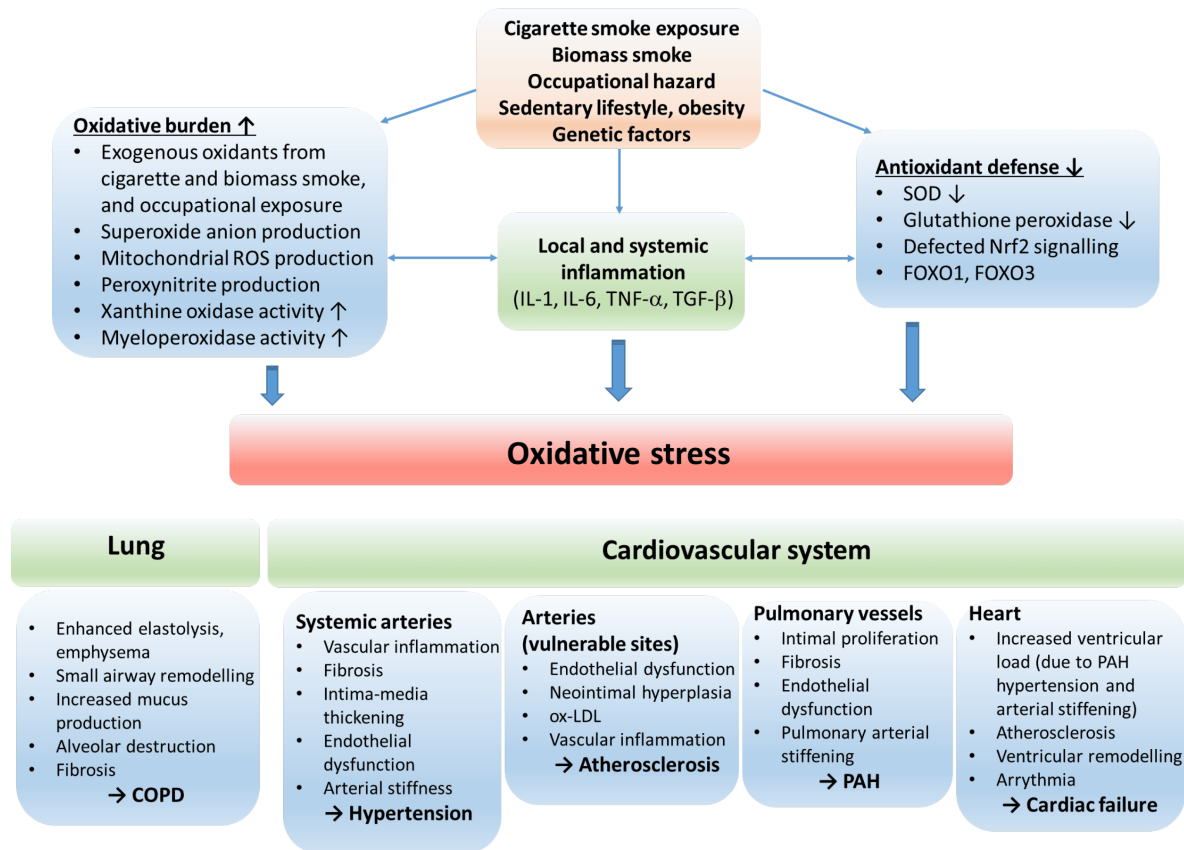 Cigarette smoke exposure
Biomass smoke
Occupational hazard
Sedentary lifestyle, obesity
Genetic factors
Oxidative burden ↑
• Exogenous oxidants from
cigarette and biomass smoke,
and occupational exposure
• Superoxide anion production
• Mitochondrial ROS production
• Peroxynitrite production
• Xanthine oxidase activity ↑
• Myeloperoxidase activity ↑
Local and systemic
inflammation
(IL-1, IL-6, TNF-α, TGF-β)
Antioxidant defense ↓
• SOD ↓
• Glutathione peroxidase ↓
• Defected Nrf2 signalling
• FOXO1, FOXO3
Oxidative stress
Lung
Cardiovascular system
• Enhanced elastolysis,
emphysema
• Small airway remodelling
• Increased mucus
production
• Alveolar destruction
• Fibrosis
→ COPD
Systemic arteries
• Vascular inflammation
• Fibrosis
• Intima-media
thickening
• Endothelial
dysfunction
• Arterial stiffness
→ Hypertension
Arteries
(vulnerable sites)
• Endothelial dysfunction
• Neointimal hyperplasia
• ox-LDL
• Vascular inflammation
→ Atherosclerosis
Pulmonary vessels
• Intimal proliferation
• Fibrosis
• Endothelial
dysfunction
• Pulmonary arterial
stiffening
→ PAH
Heart
• Increased ventricular
load (due to PAH
hypertension and
arterial stiffening)
• Atherosclerosis
• Ventricular remodelling
• Arrythmia
→ Cardiac failure